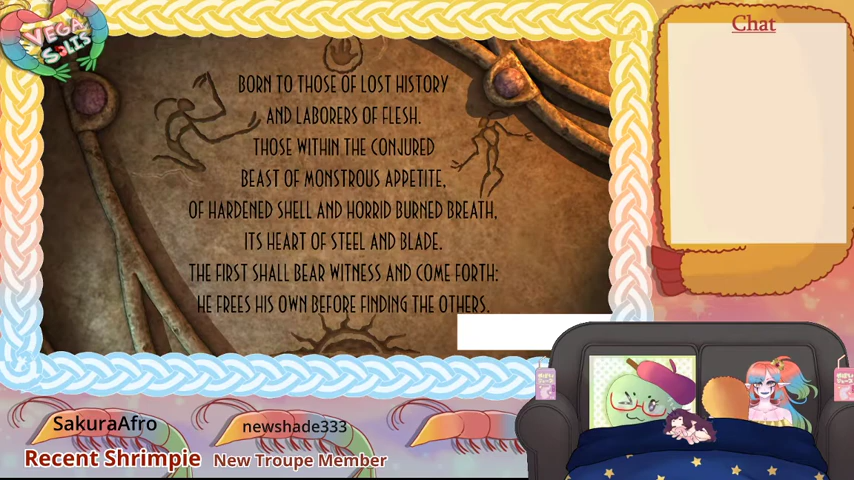 VEGA
SOLIS
Chat
BORN TO THOSE OF LOST HISTORY
AND LABORERS OF FLESH.
THOSE WITHIN THE CONJURED
BEAST OF MONSTROUS APPETITE,
OF HARDENED SHELL AND HORRID BURNED BREATH,
ITS HEART OF STEEL AND BLADE.
THE FIRST SHALL BEAR WITNESS AND COME FORTH:
HE FREES HIS OWN BEFORE FINDING THE OTHERS.
SakuraAfro
newshade333
Recent Shrimpie
New Troupe Member